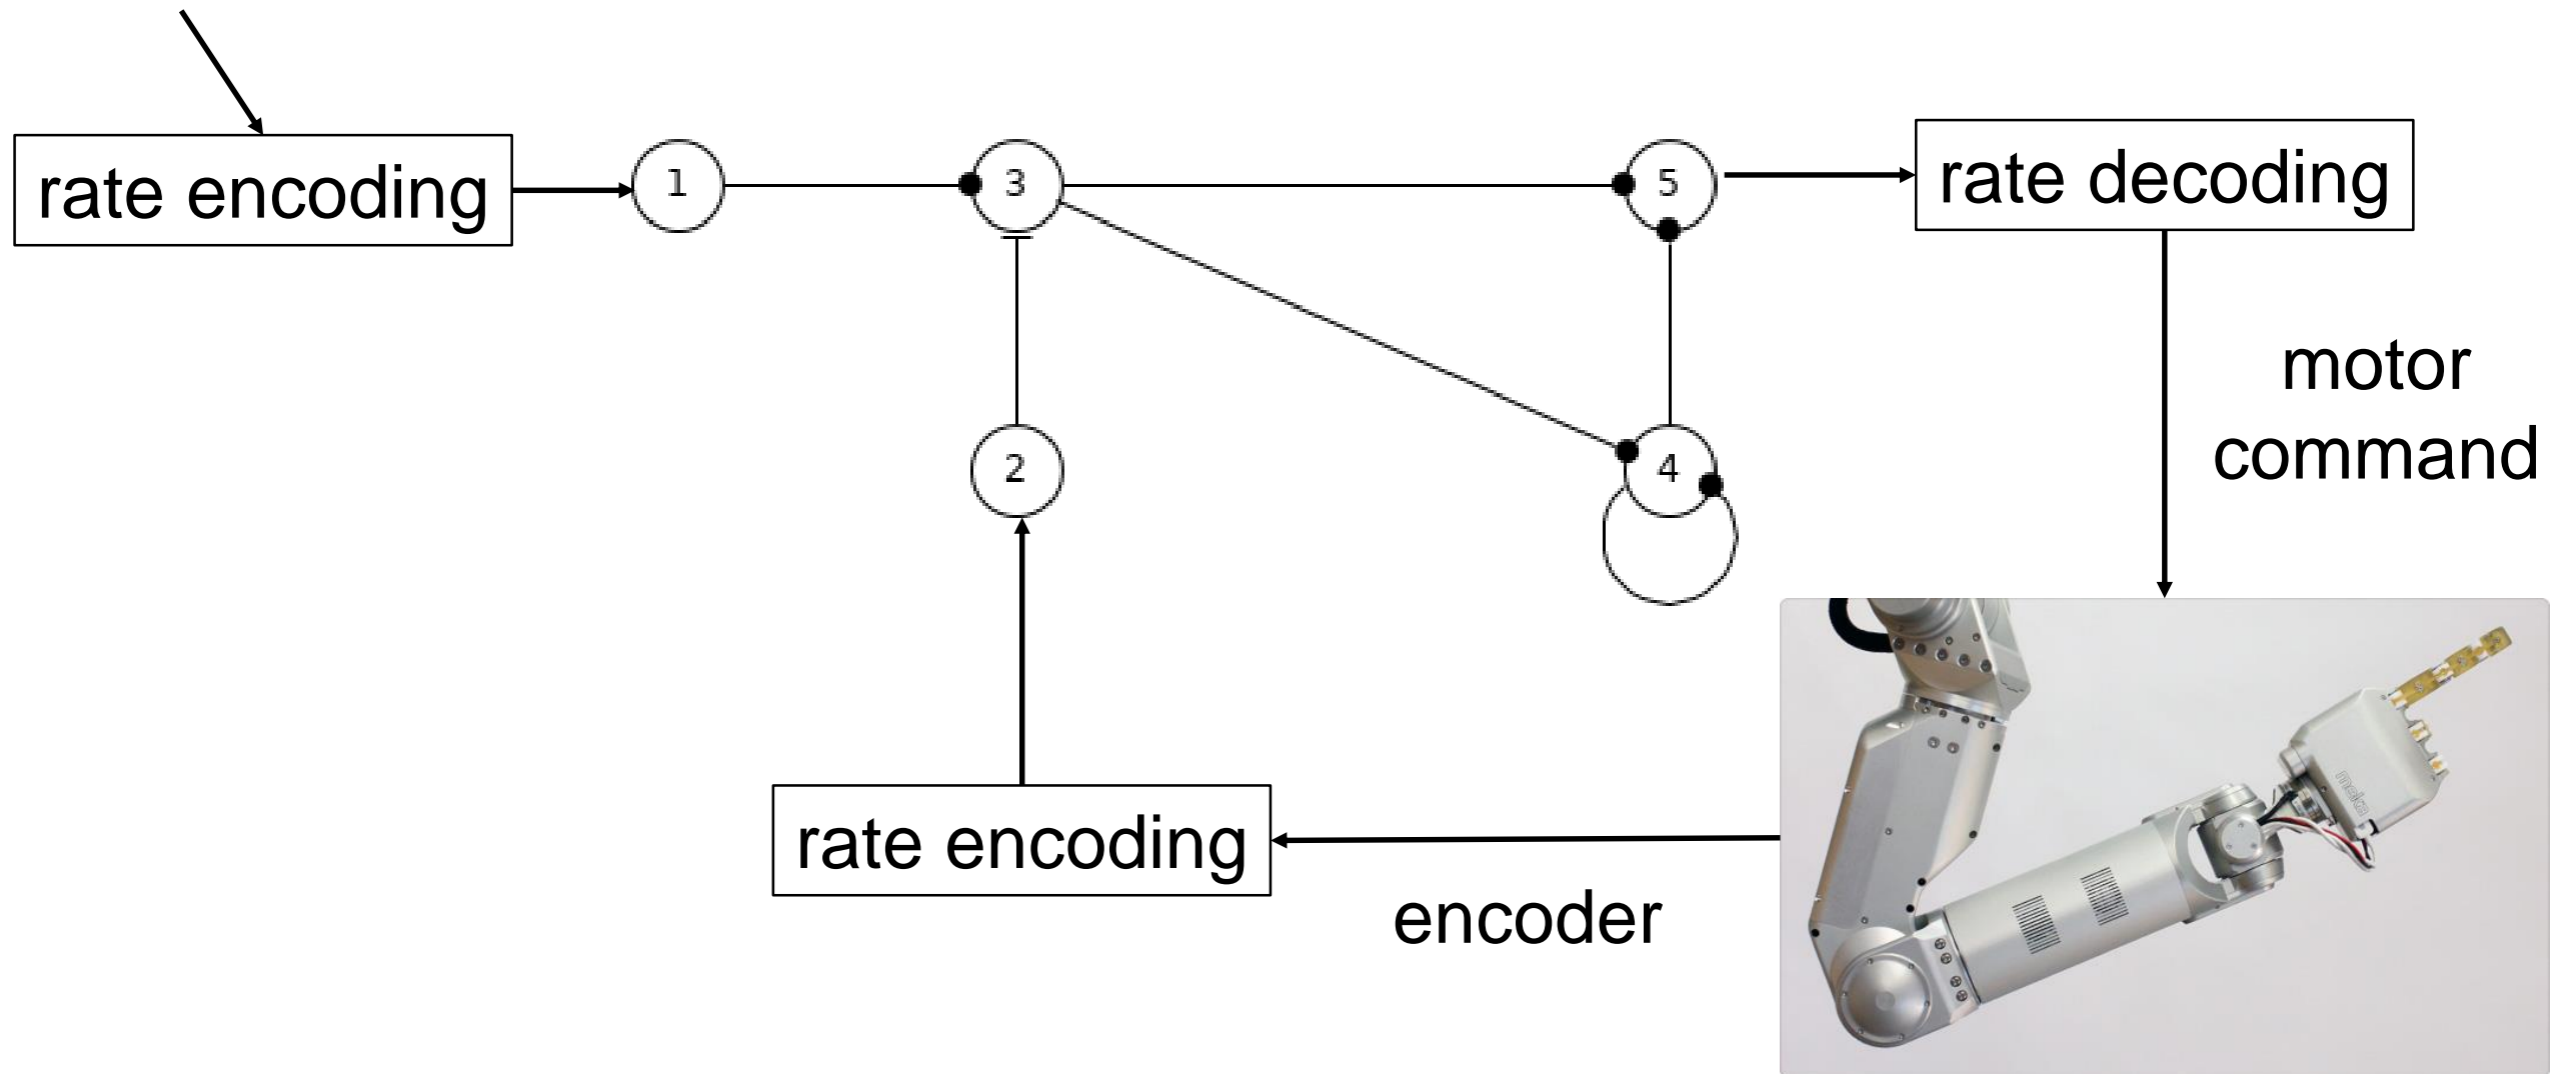 rate encoding
1
3
5
rate decoding
motor
command
2
4
rate encoding
encoder
meka